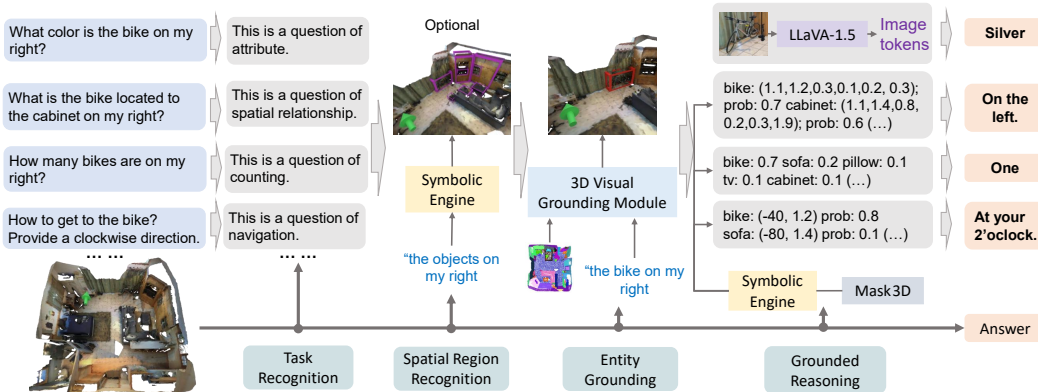 What color is the bike on my
right?
This is a question of
attribute.
What is the bike located to
the cabinet on my right?
This is a question of
spatial relationship.
How many bikes are on my
right?
This is a question of
counting.
How to get to the bike?
Provide a clockwise direction.
This is a question of
navigation.
... ...
... ...
Optional
Symbolic
Engine
“the objects on
my right
3D Visual
Grounding Module
“the bike on my
right
LLaVA-1.5
Image
tokens
Silver
bike: (1.1,1.2,0.3,0.1,0.2, 0.3);
prob: 0.7 cabinet: (1.1,1.4,0.8,
0.2,0.3,1.9); prob: 0.6 (…)
On the
left.
bike: 0.7 sofa: 0.2 pillow: 0.1
tv: 0.1 cabinet: 0.1 (…)
One
bike: (-40, 1.2) prob: 0.8
sofa: (-80, 1.4) prob: 0.1 (…)
At your
2’oclock.
Symbolic
Engine
Mask3D
Answer
Task
Recognition
Spatial Region
Recognition
Entity
Grounding
Grounded
Reasoning